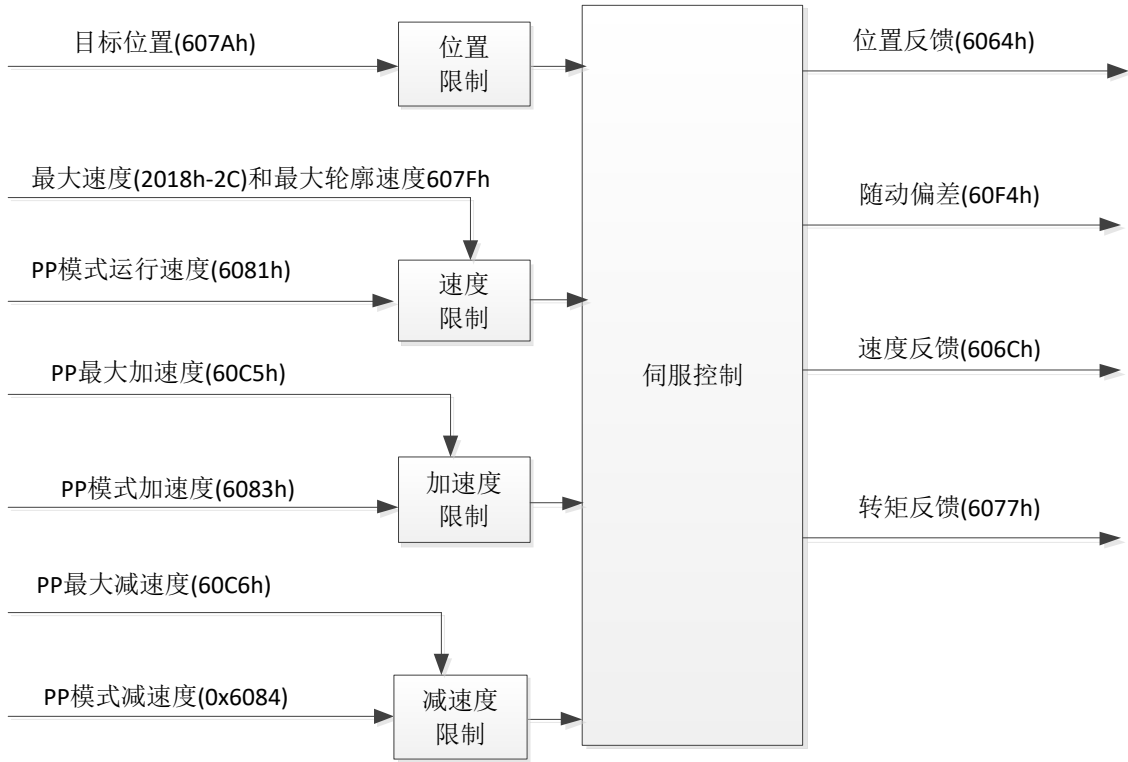 目标位置(607Ah)
位置
限制
最大速度(2018h-2C)和最大轮廓速度607Fh
PP模式运行速度(6081h)
速度
限制
PP最大加速度(60C5h)
PP模式加速度(6083h)
加速度
限制
PP最大减速度(60C6h)
PP模式减速度(0x6084)
减速度
限制
伺服控制
位置反馈(6064h)
随动偏差(60F4h)
速度反馈(606Ch)
转矩反馈(6077h)